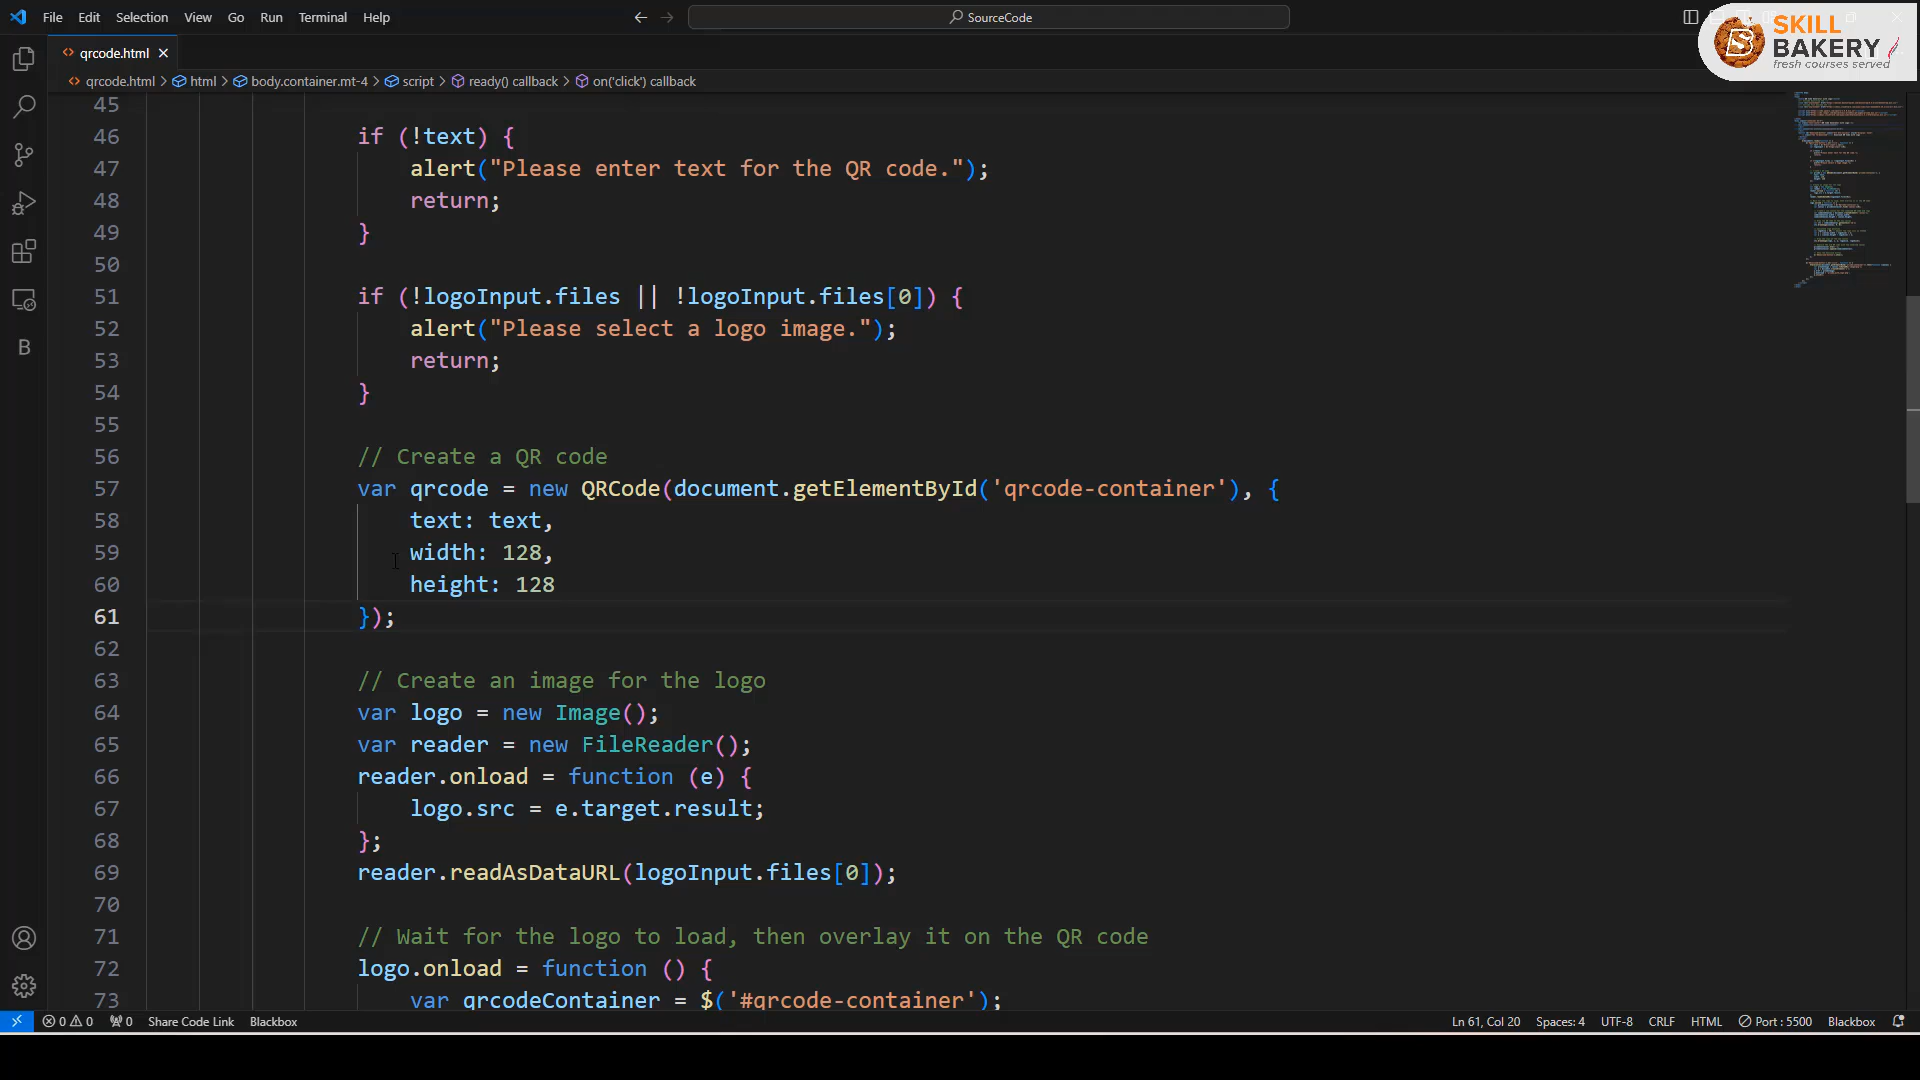 File Edit Selection View Go Run Terminal Help
SourceCode
SKILL
BAKERY
fresh courses served
qrcode.html
qrcode.html > html > body.container.mt-4 > script > ready() callback > on('click') callback
45
46 if (!text) {
47 alert("Please enter text for the QR code.");
48 return;
49 }
50
51 if (!logoInput.files || !logoInput.files[0]) {
52 alert("Please select a logo image.");
53 return;
54 }
55
56 // Create a QR code
57 var qrcode = new QRCode(document.getElementById('qrcode-container'), {
58 text: text,
59 width: 128,
60 height: 128
61 });
62
63 // Create an image for the logo
64 var logo = new Image();
65 var reader = new FileReader();
66 reader.onload = function (e) {
67 logo.src = e.target.result;
68 };
69 reader.readAsDataURL(logoInput.files[0]);
70
71 // Wait for the logo to load, then overlay it on the QR code
72 logo.onload = function () {
73 var qrcodeContainer = $('#qrcode-container');
B
0 0 0 Share Code Link Blackbox Ln 61, Col 20 Spaces: 4 UTF-8 CRLF HTML Port : 5500 Blackbox